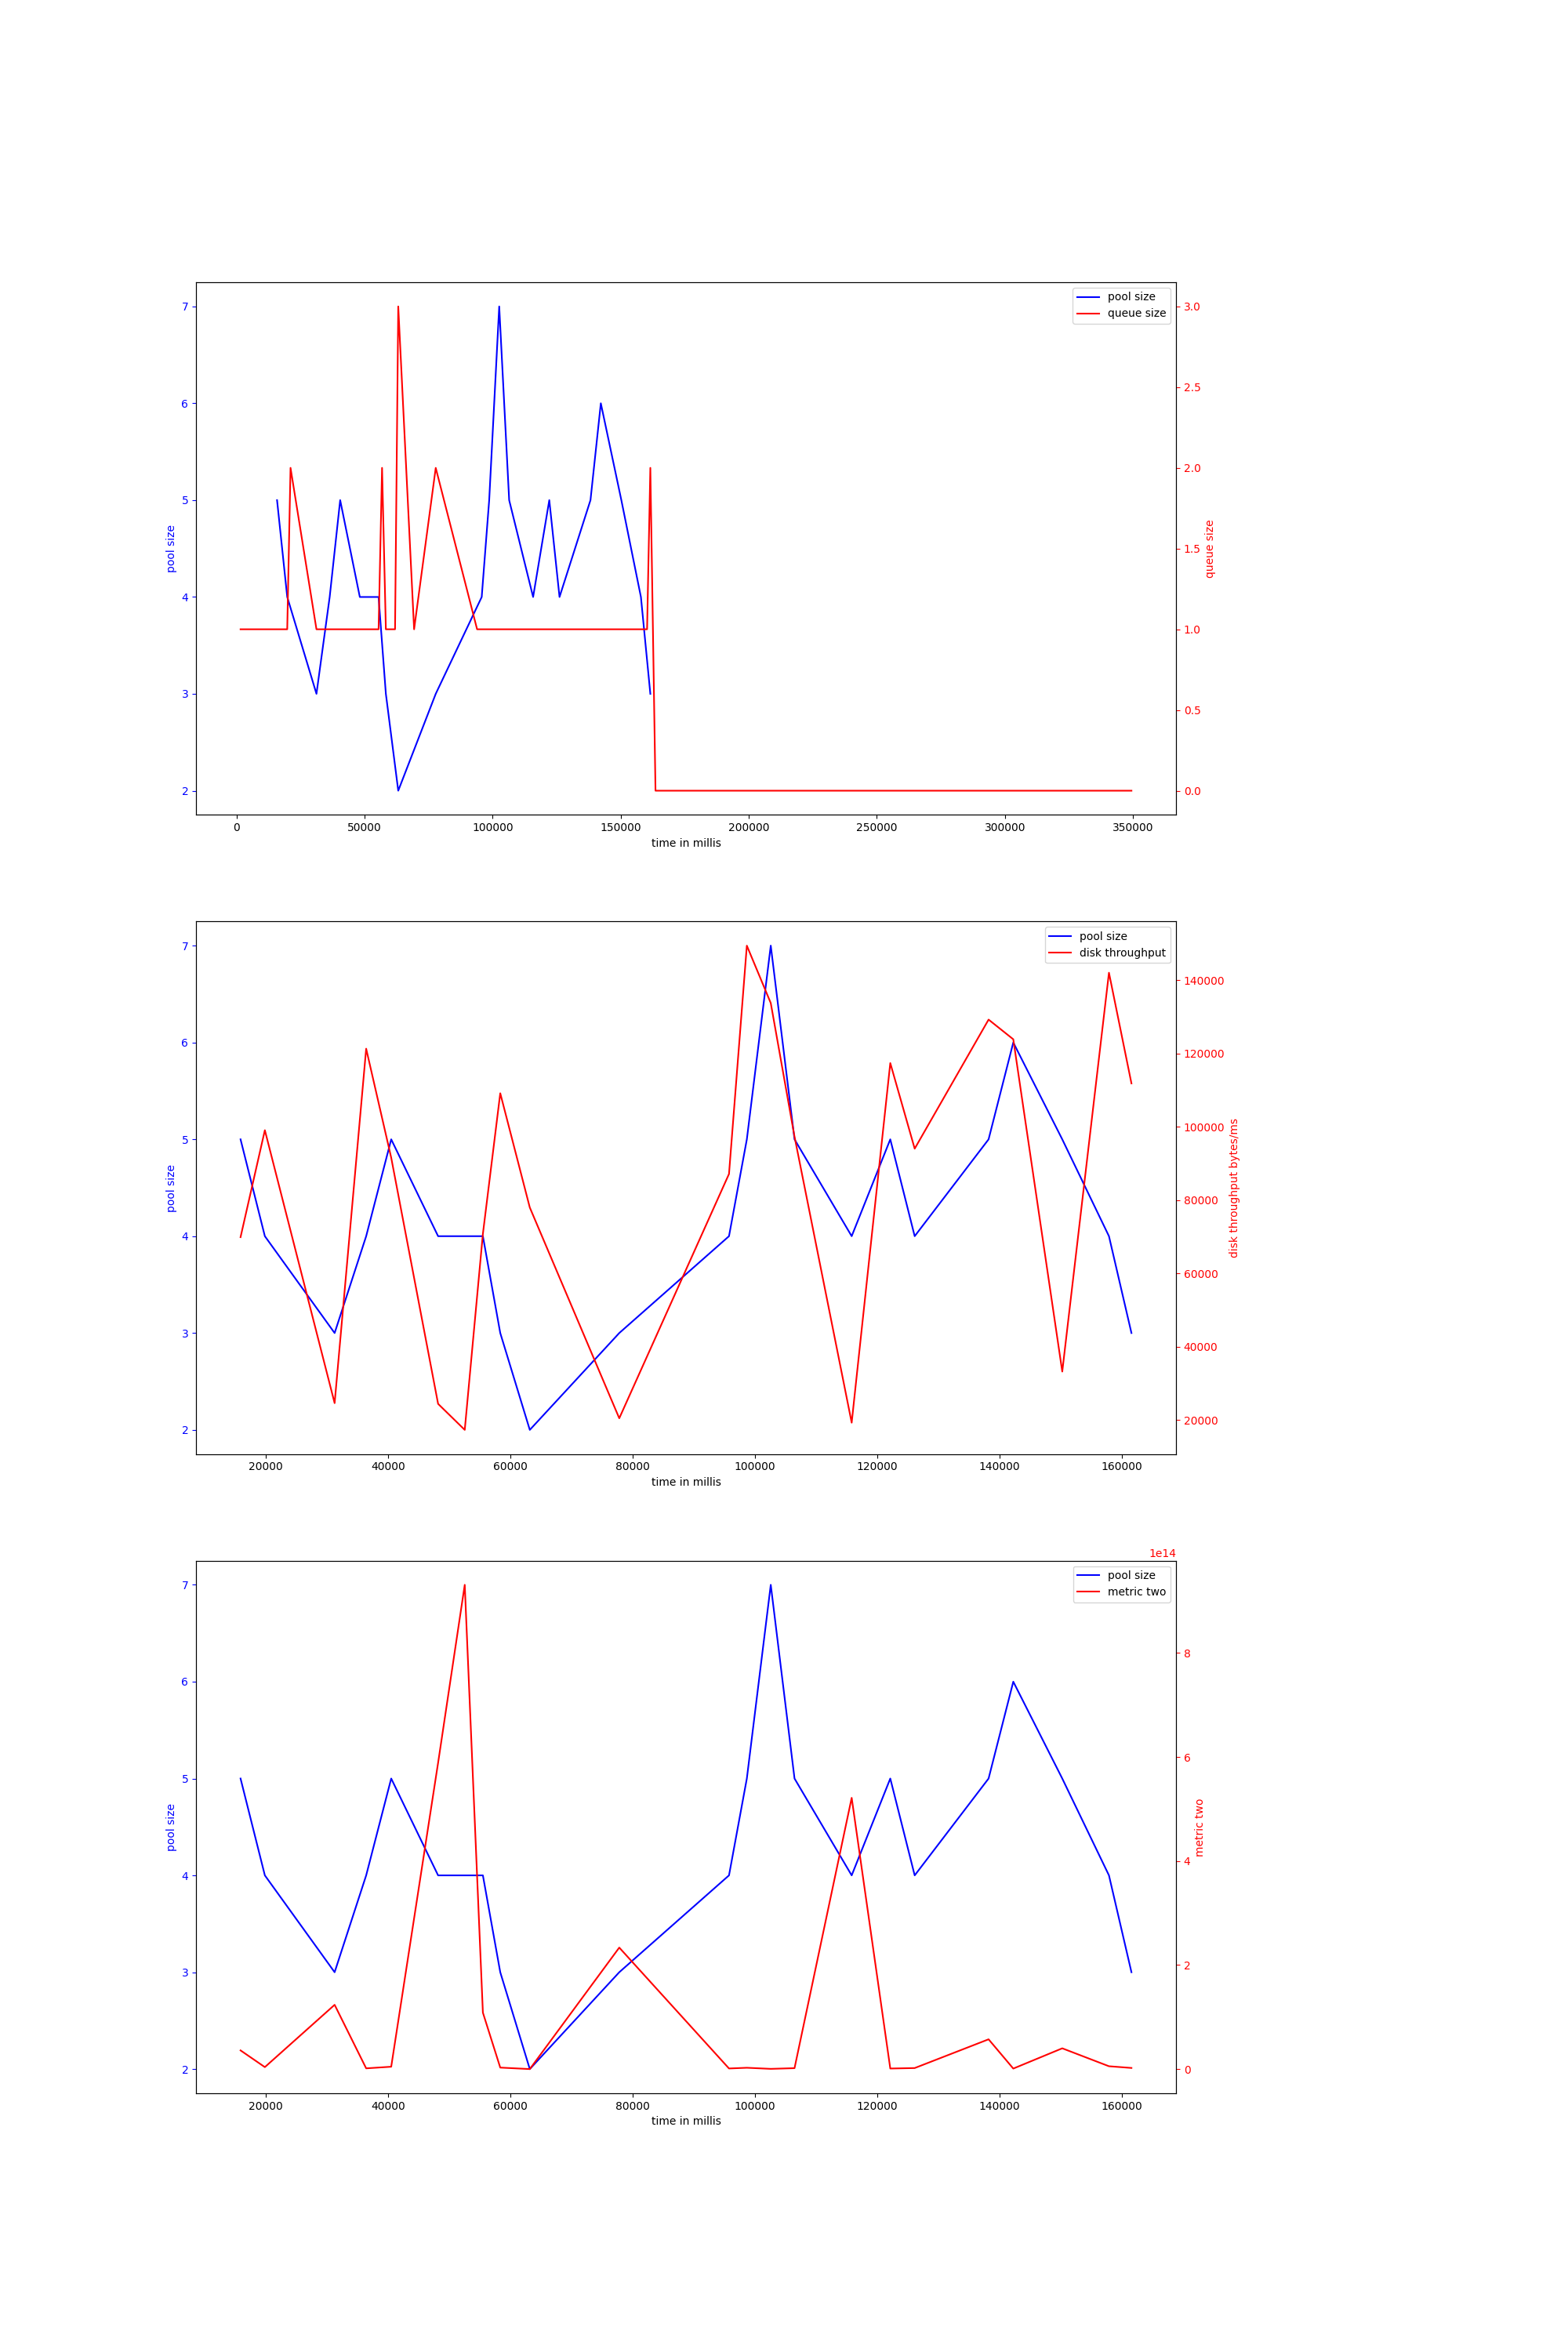 pool size
queue size
7
6
5
4
3
2
pool size
3.0
2.5
2.0
1.5
1.0
0.5
0.0
queue size
0 50000 100000 150000 200000 250000 300000 350000
time in millis
pool size
disk throughput
7
6
5
4
3
2
pool size
140000
120000
100000
80000
60000
40000
20000
disk throughput bytes/ms
20000 40000 60000 80000 100000 120000 140000 160000
time in millis
1e14
pool size
metric two
7
6
5
4
3
2
pool size
8
6
4
2
0
metric two
20000 40000 60000 80000 100000 120000 140000 160000
time in millis